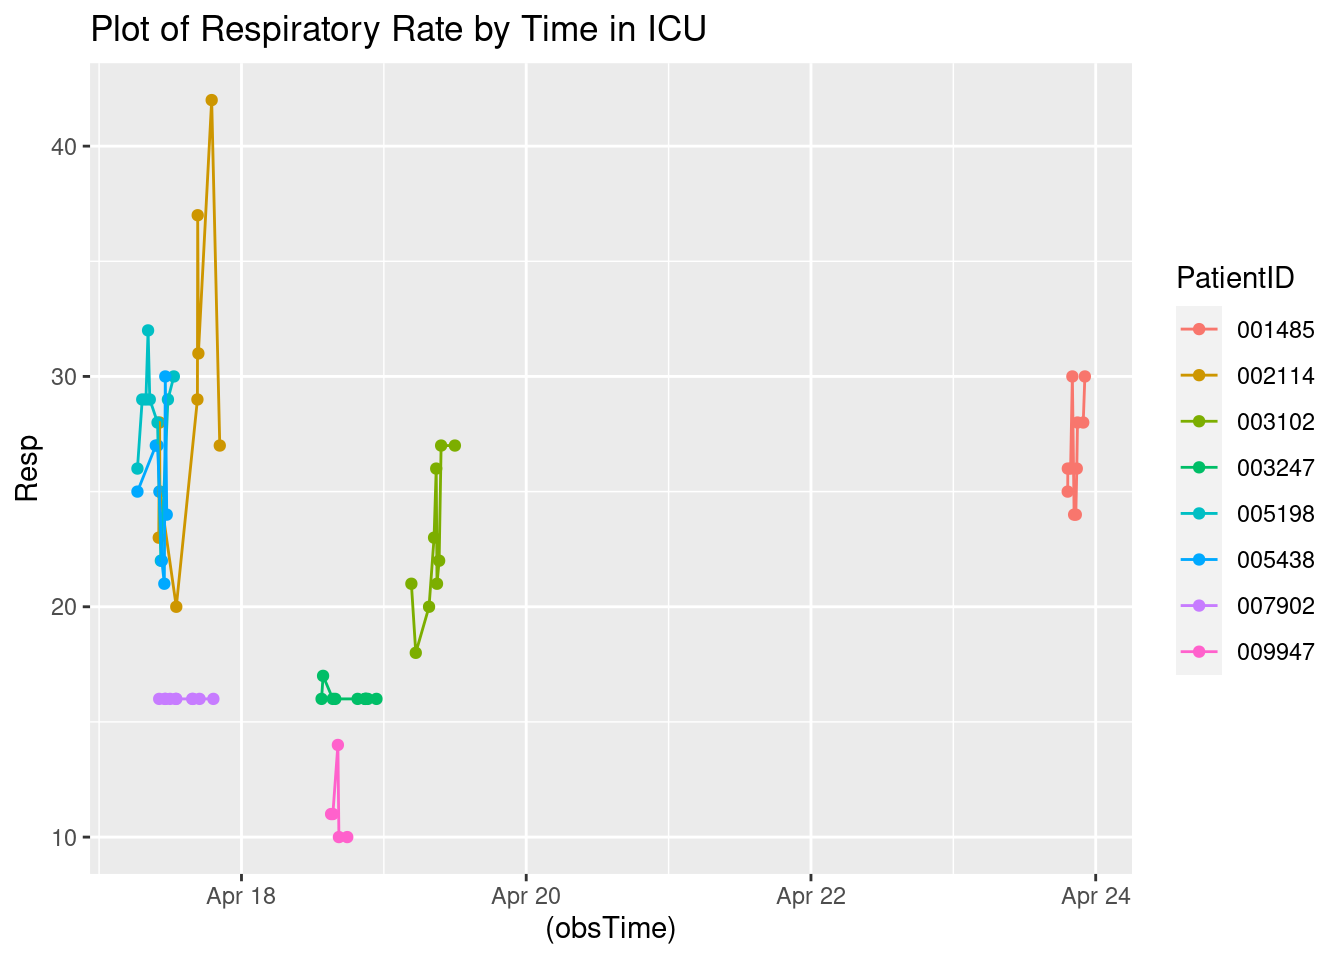 Plot of Respiratory Rate by Time in ICU
40
30
20
10
Resp
Apr 18
Apr 20
Apr 22
Apr 24
(obsTime)
PatientID
001485
002114
003102
003247
005198
005438
007902
009947